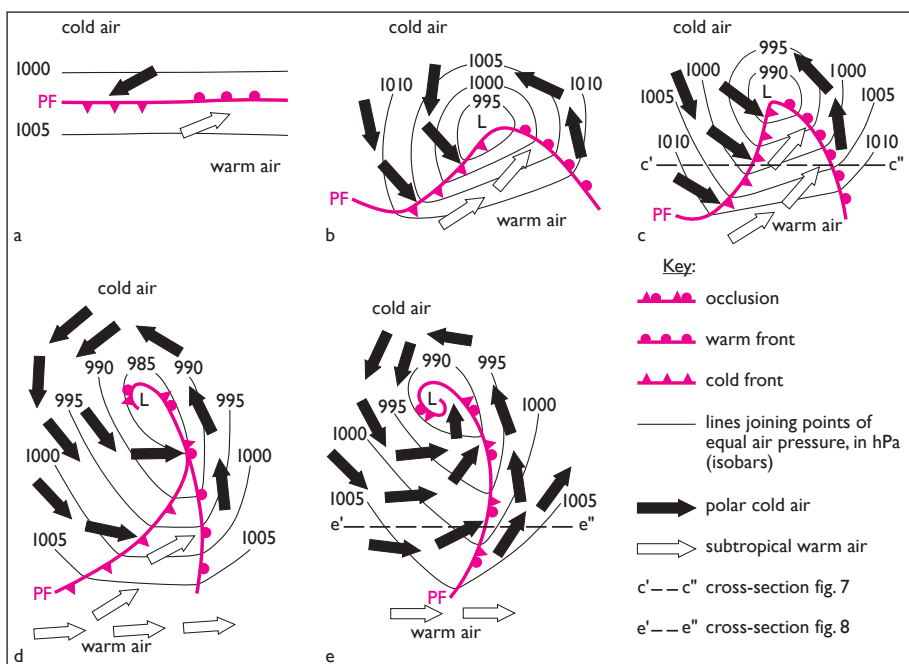 cold air
1000
PF
1005
warm air
a
cold air
1005
1010
1000
1010
995
L
PF
warm air
b
cold air
995
1000
1000
990
1005
L
1010
1010
c' c"
PF
warm air
c
cold air
985
990
990
995
L
995
1000
1000
1005
1005
PF
warm air
d
cold air
990
995
L
995
1000
1000
1005
1005
e' e"
PF
warm air
e
Key:
occlusion
warm front
cold front
lines joining points of
equal air pressure, in hPa
(isobars)
polar cold air
subtropical warm air
c' – – c" cross-section fig. 7
e' – – e" cross-section fig. 8